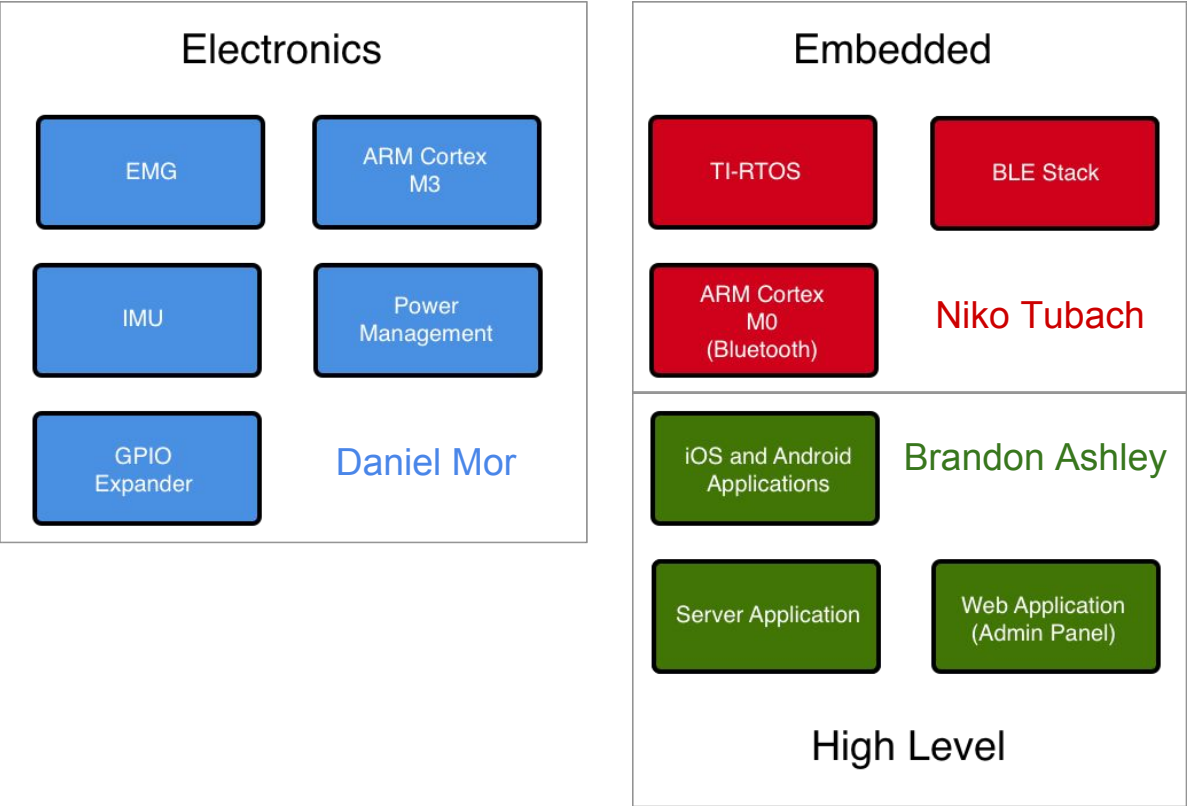 Electronics
EMG
ARM Cortex
M3
IMU
Power
Management
GPIO
Expander
Daniel Mor
Embedded
TI-RTOS
BLE Stack
ARM Cortex
M0
(Bluetooth)
Niko Tubach
iOS and Android
Applications
Brandon Ashley
Server Application
Web Application
(Admin Panel)
High Level